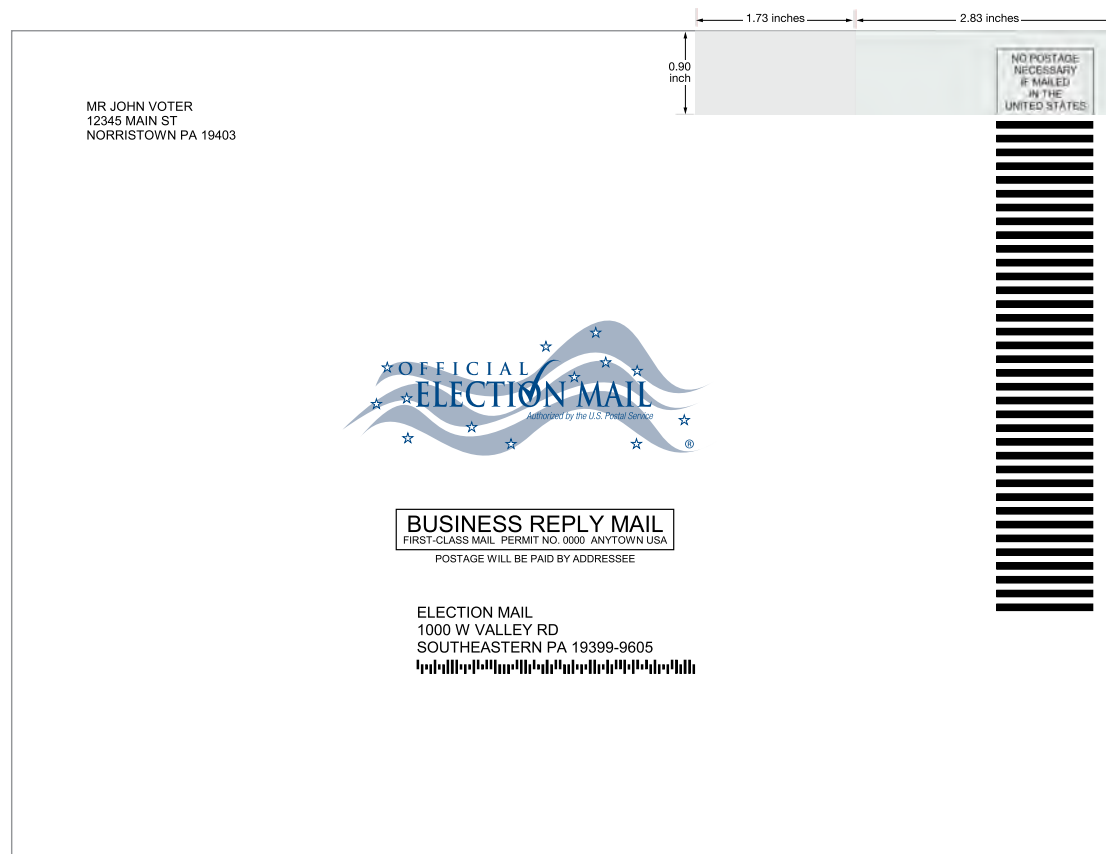 1.73 inches
2.83 inches
0.90
inch
NO POSTAGE
NECESSARY
IF MAILED
IN THE
UNITED STATES
MR JOHN VOTER
12345 MAIN ST
NORRISTOWN PA 19403
OFFICIAL
ELECTION MAIL
Authorized by the U.S. Postal Service
®
BUSINESS REPLY MAIL
FIRST-CLASS MAIL PERMIT NO. 0000 ANYTOWN USA
POSTAGE WILL BE PAID BY ADDRESSEE
ELECTION MAIL
1000 W VALLEY RD
SOUTHEASTERN PA 19399-9605